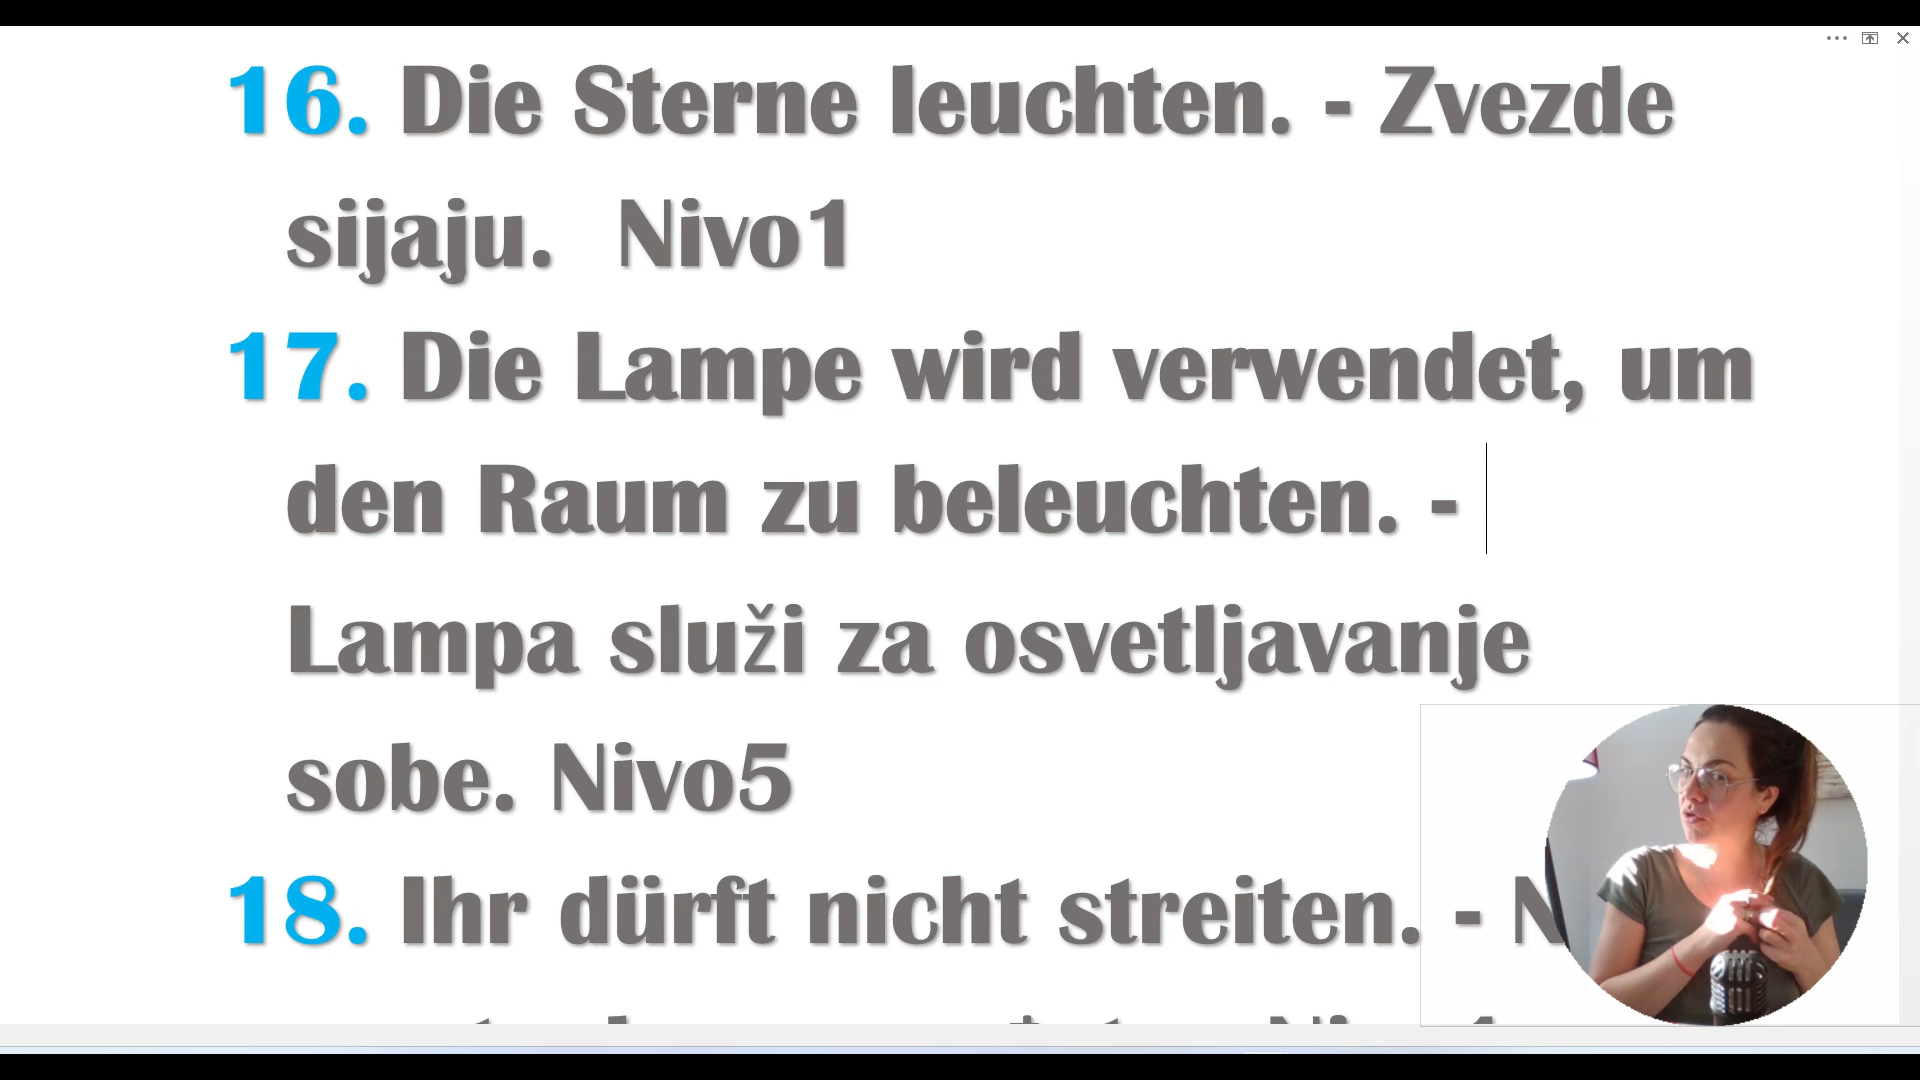 16. Die Sterne leuchten. - Zvezde
sijaju. Nivo1
17. Die Lampe wird verwendet, um
den Raum zu beleuchten. -
Lampa služi za osvetljavanje
sobe. Nivo5
18. Ihr dürft nicht streiten. -